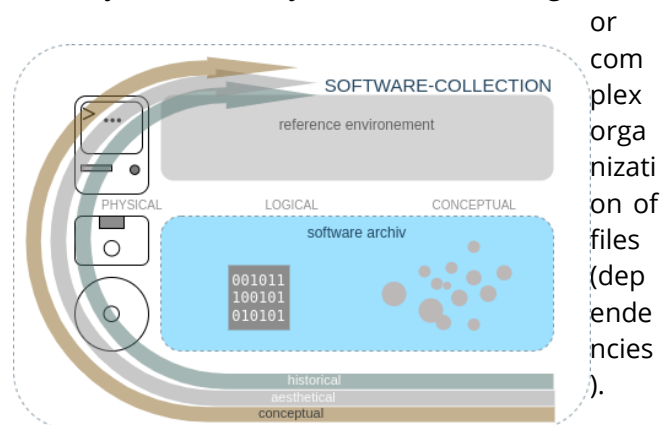 or
com
plex
orga
nizati
on of
files
(dep
ende
ncies
).
SOFTWARE-COLLECTION
reference environement
PHYSICAL LOGICAL CONCEPTUAL
software archiv
001011
100101
010101
historical
aesthetical
conceptual